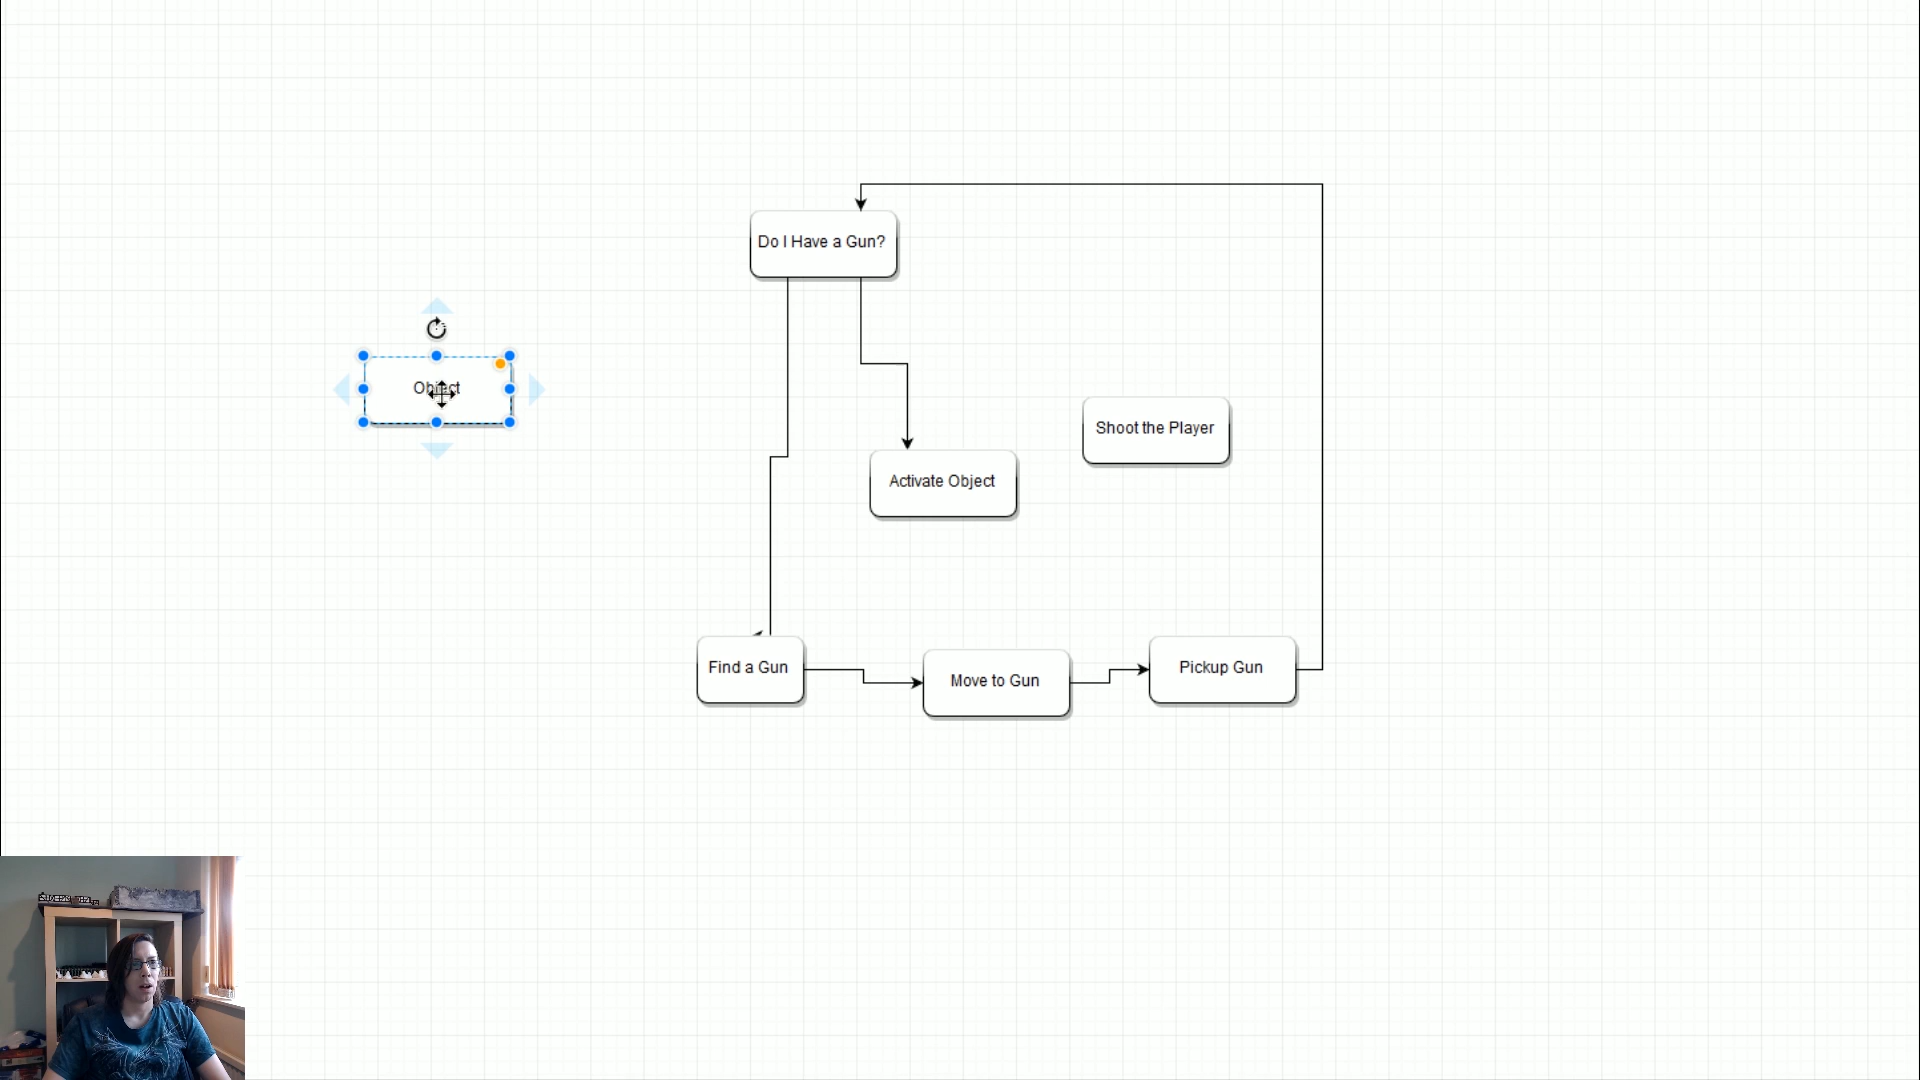 Do I Have a Gun?
Object
Shoot the Player
Activate Object
Find a Gun
Move to Gun
Pickup Gun